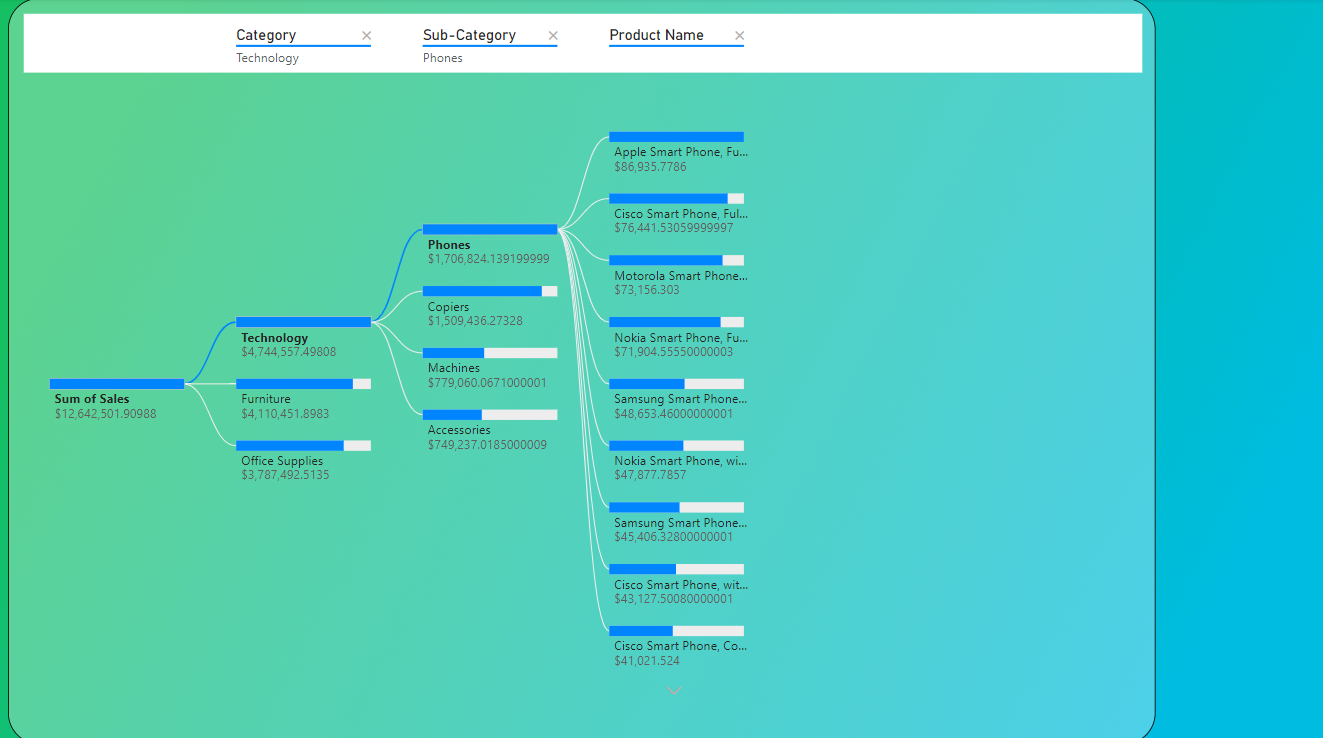 Category
Sub-Category
Product Name
Technology
Phones
Sum of Sales
$12,642,501.90988
Technology
$4,744,557.49808
Furniture
$4,110,451.8983
Office Supplies
$3,787,492.5135
Phones
$1,706,824.139199999
Copiers
$1,509,436.27328
Machines
$779,060.0671000001
Accessories
$749,237.0185000009
Apple Smart Phone, Fu...
$86,935.7786
Cisco Smart Phone, Ful...
$76,441.53059999997
Motorola Smart Phone...
$73,156.303
Nokia Smart Phone, Fu...
$71,904.55550000003
Samsung Smart Phone...
$48,653.46000000001
Nokia Smart Phone, wi...
$47,877.7857
Samsung Smart Phone...
$45,406.32800000001
Cisco Smart Phone, wit...
$43,127.50080000001
Cisco Smart Phone, Co...
$41,021.524